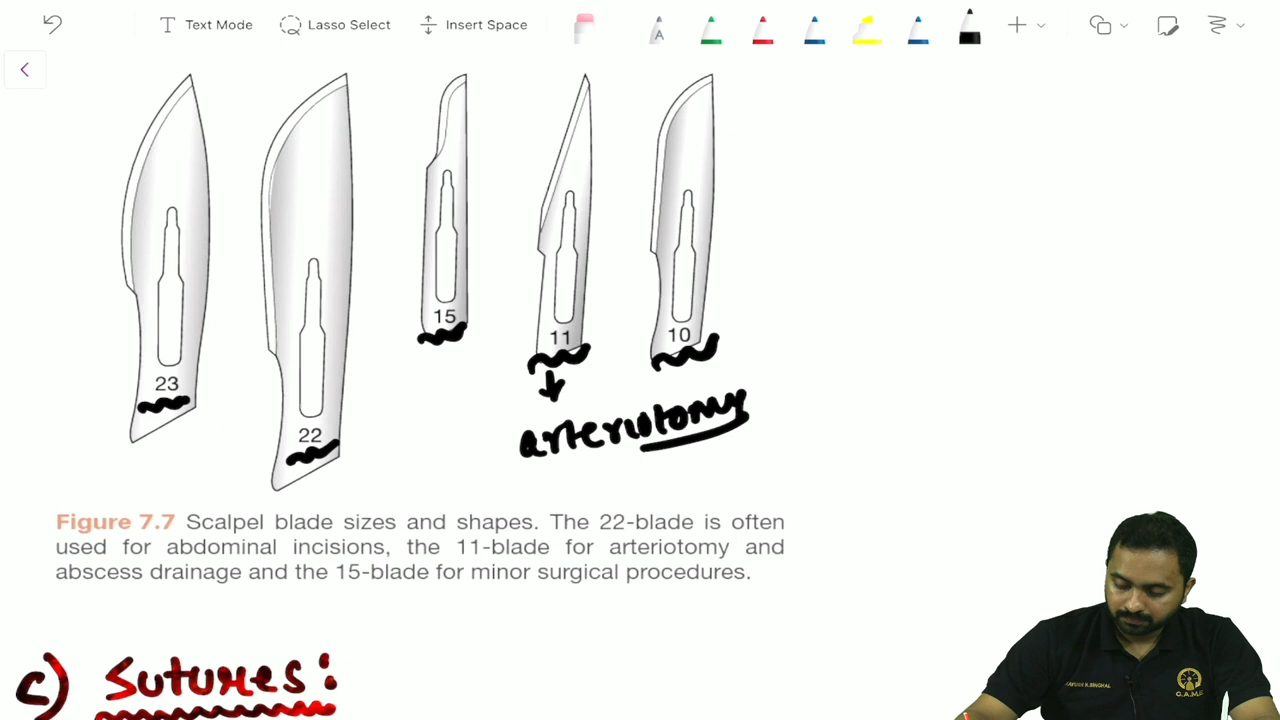 Text Mode Lasso Select Insert Space
23
22
15
11
10
arteriotomy
Figure 7.7 Scalpel blade sizes and shapes. The 22-blade is often
used for abdominal incisions, the 11-blade for arteriotomy and
abscess drainage and the 15-blade for minor surgical procedures.
c) Sutures: